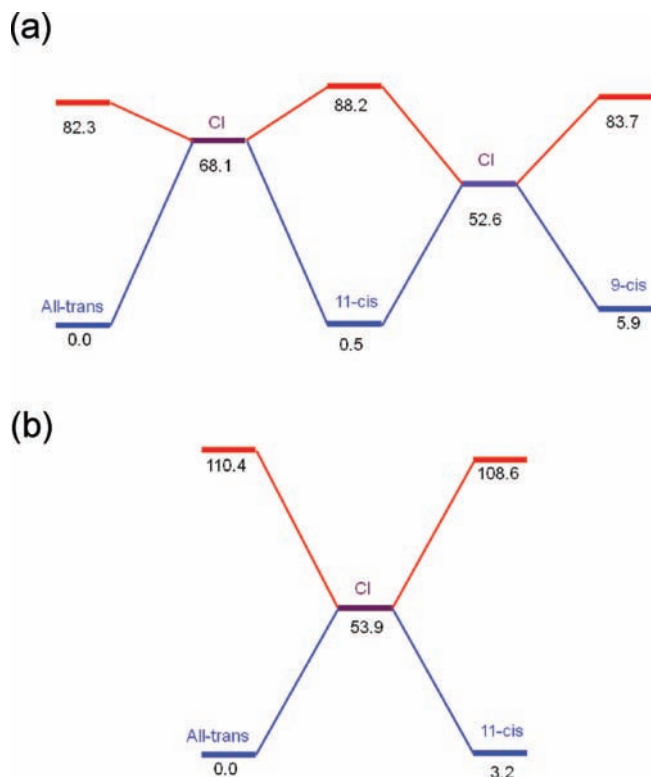 (a)
82.3
CI
68.1
88.2
CI
52.6
83.7
All-trans
0.0
11-cis
0.5
9-cis
5.9
(b)
110.4
108.6
CI
53.9
All-trans
0.0
11-cis
3.2